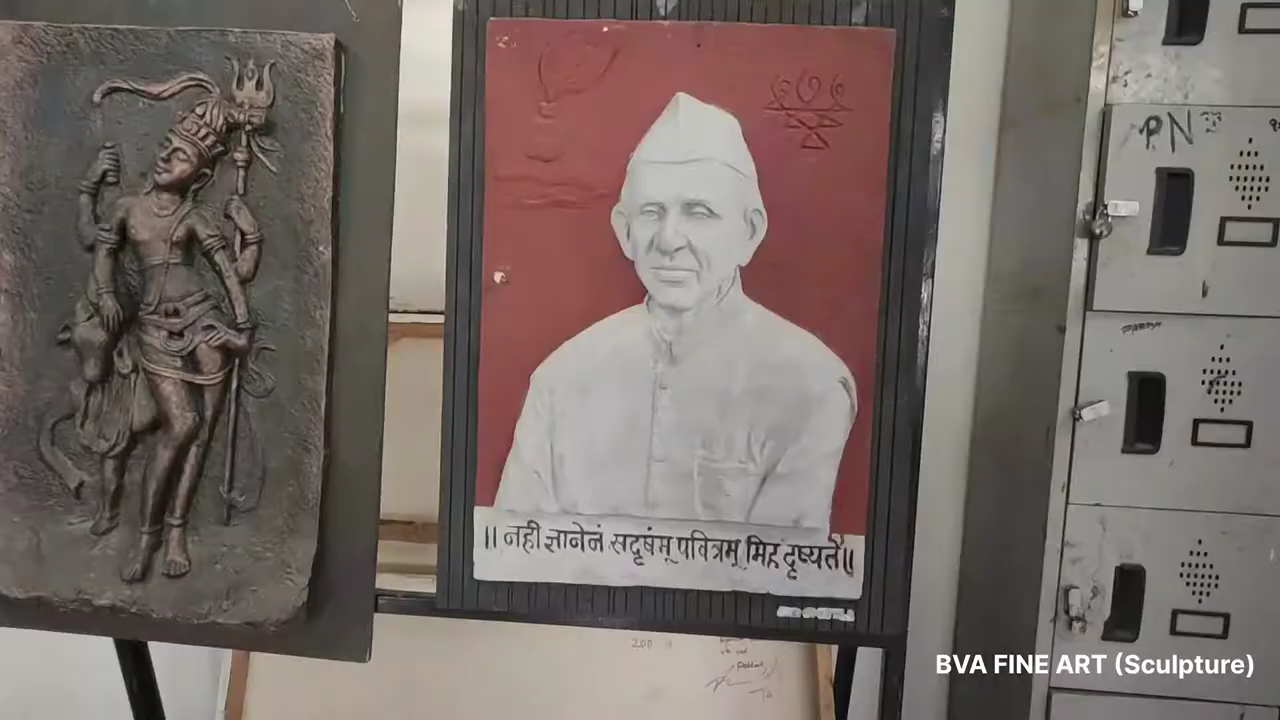 PN
॥ नही ज्ञानेनं सदृषंम् पवित्रम् मिह दृष्यते ॥
BVA FINE ART (Sculpture)